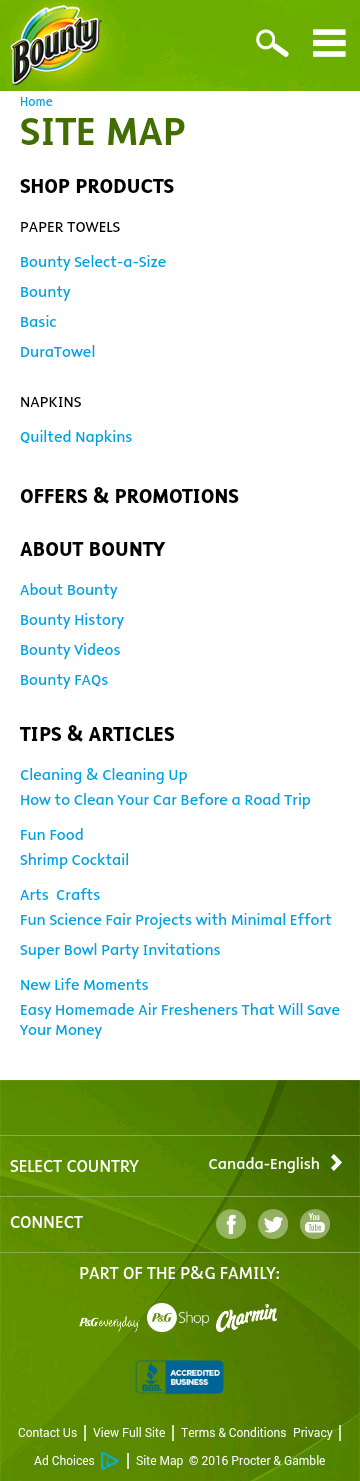 Bounty
Home
SITE MAP
SHOP PRODUCTS
PAPER TOWELS
Bounty Select-a-Size
Bounty
Basic
DuraTowel
NAPKINS
Quilted Napkins
OFFERS & PROMOTIONS
ABOUT BOUNTY
About Bounty
Bounty History
Bounty Videos
Bounty FAQs
TIPS & ARTICLES
Cleaning & Cleaning Up
How to Clean Your Car Before a Road Trip
Fun Food
Shrimp Cocktail
Arts  Crafts
Fun Science Fair Projects with Minimal Effort
Super Bowl Party Invitations
New Life Moments
Easy Homemade Air Fresheners That Will Save
Your Money
SELECT COUNTRY Canada-English
CONNECT f You Tube
PART OF THE P&G FAMILY:
P&G everyday P&G Shop Charmin
BBB ACCREDITED
BUSINESS
Contact Us | View Full Site | Terms & Conditions Privacy |
Ad Choices | Site Map © 2016 Procter & Gamble